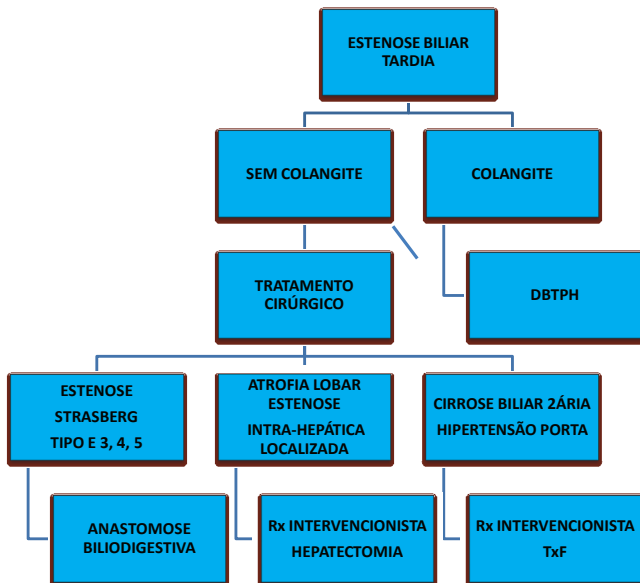 ESTENOSE BILIAR
TARDIA
SEM COLANGITE
COLANGITE
TRATAMENTO
CIRÚRGICO
DBTPH
ESTENOSE
STRASBERG
TIPO E 3, 4, 5
ATROFIA LOBAR
ESTENOSE
INTRA-HEPÁTICA
LOCALIZADA
CIRROSE BILIAR 2ÁRIA
HIPERTENSÃO PORTA
ANASTOMOSE
BILIODIGESTIVA
Rx INTERVENCIONISTA
HEPATECTOMIA
Rx INTERVENCIONISTA
TxF